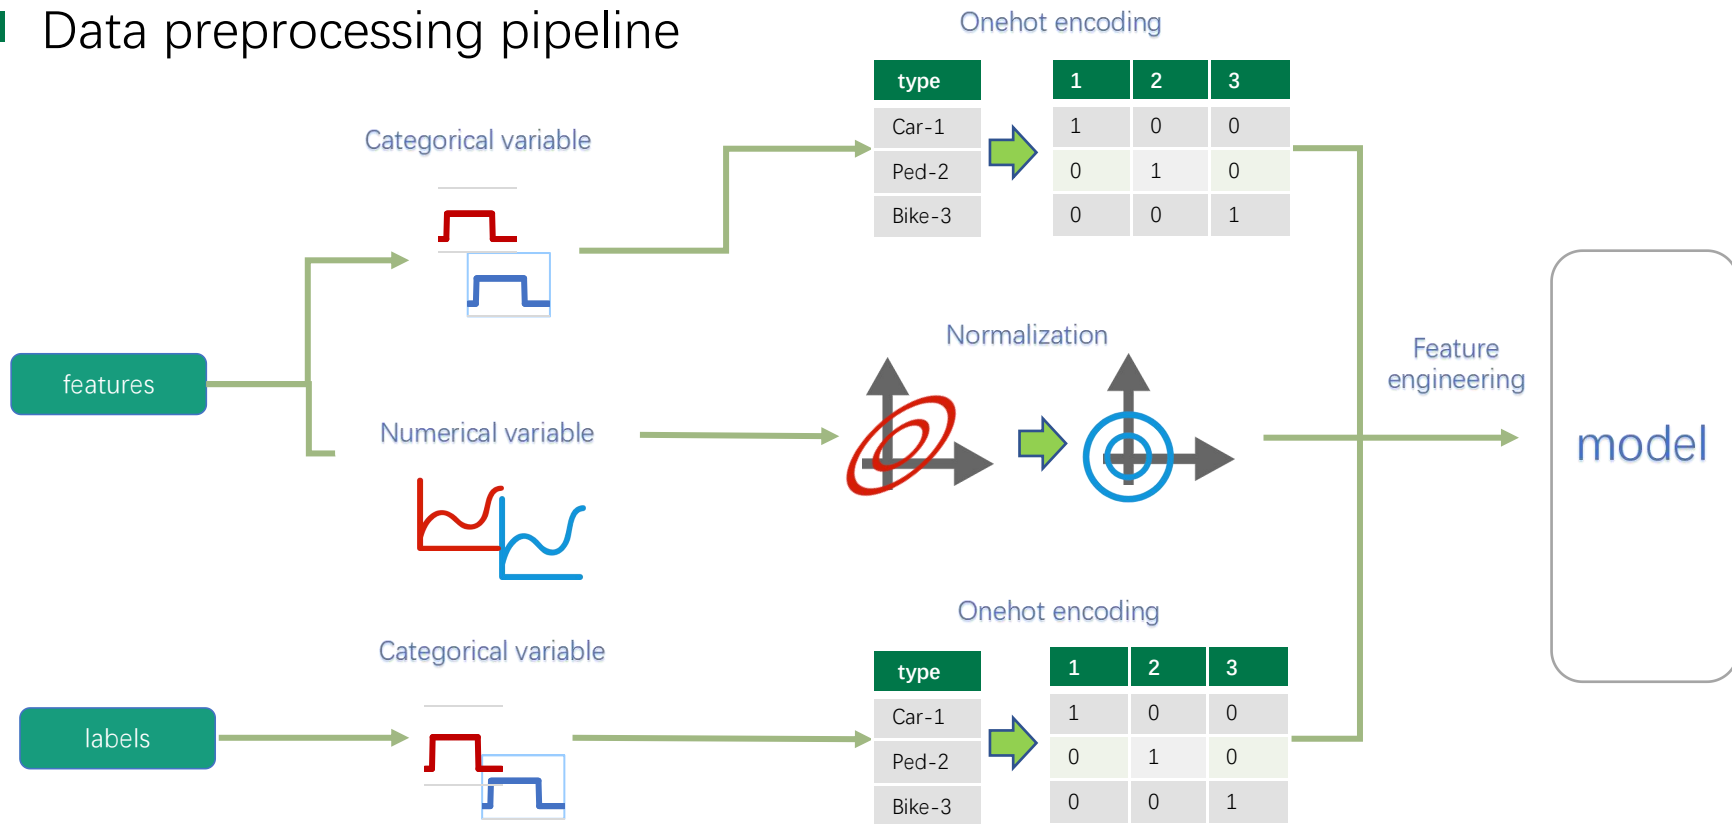 Data preprocessing pipeline
Onehot encoding
type 1 2 3
Car-1 1 0 0
Ped-2 0 1 0
Bike-3 0 0 1
Categorical variable
features
Normalization
Numerical variable
Feature
engineering
model
Onehot encoding
Categorical variable
type 1 2 3
Car-1 1 0 0
Ped-2 0 1 0
Bike-3 0 0 1
labels